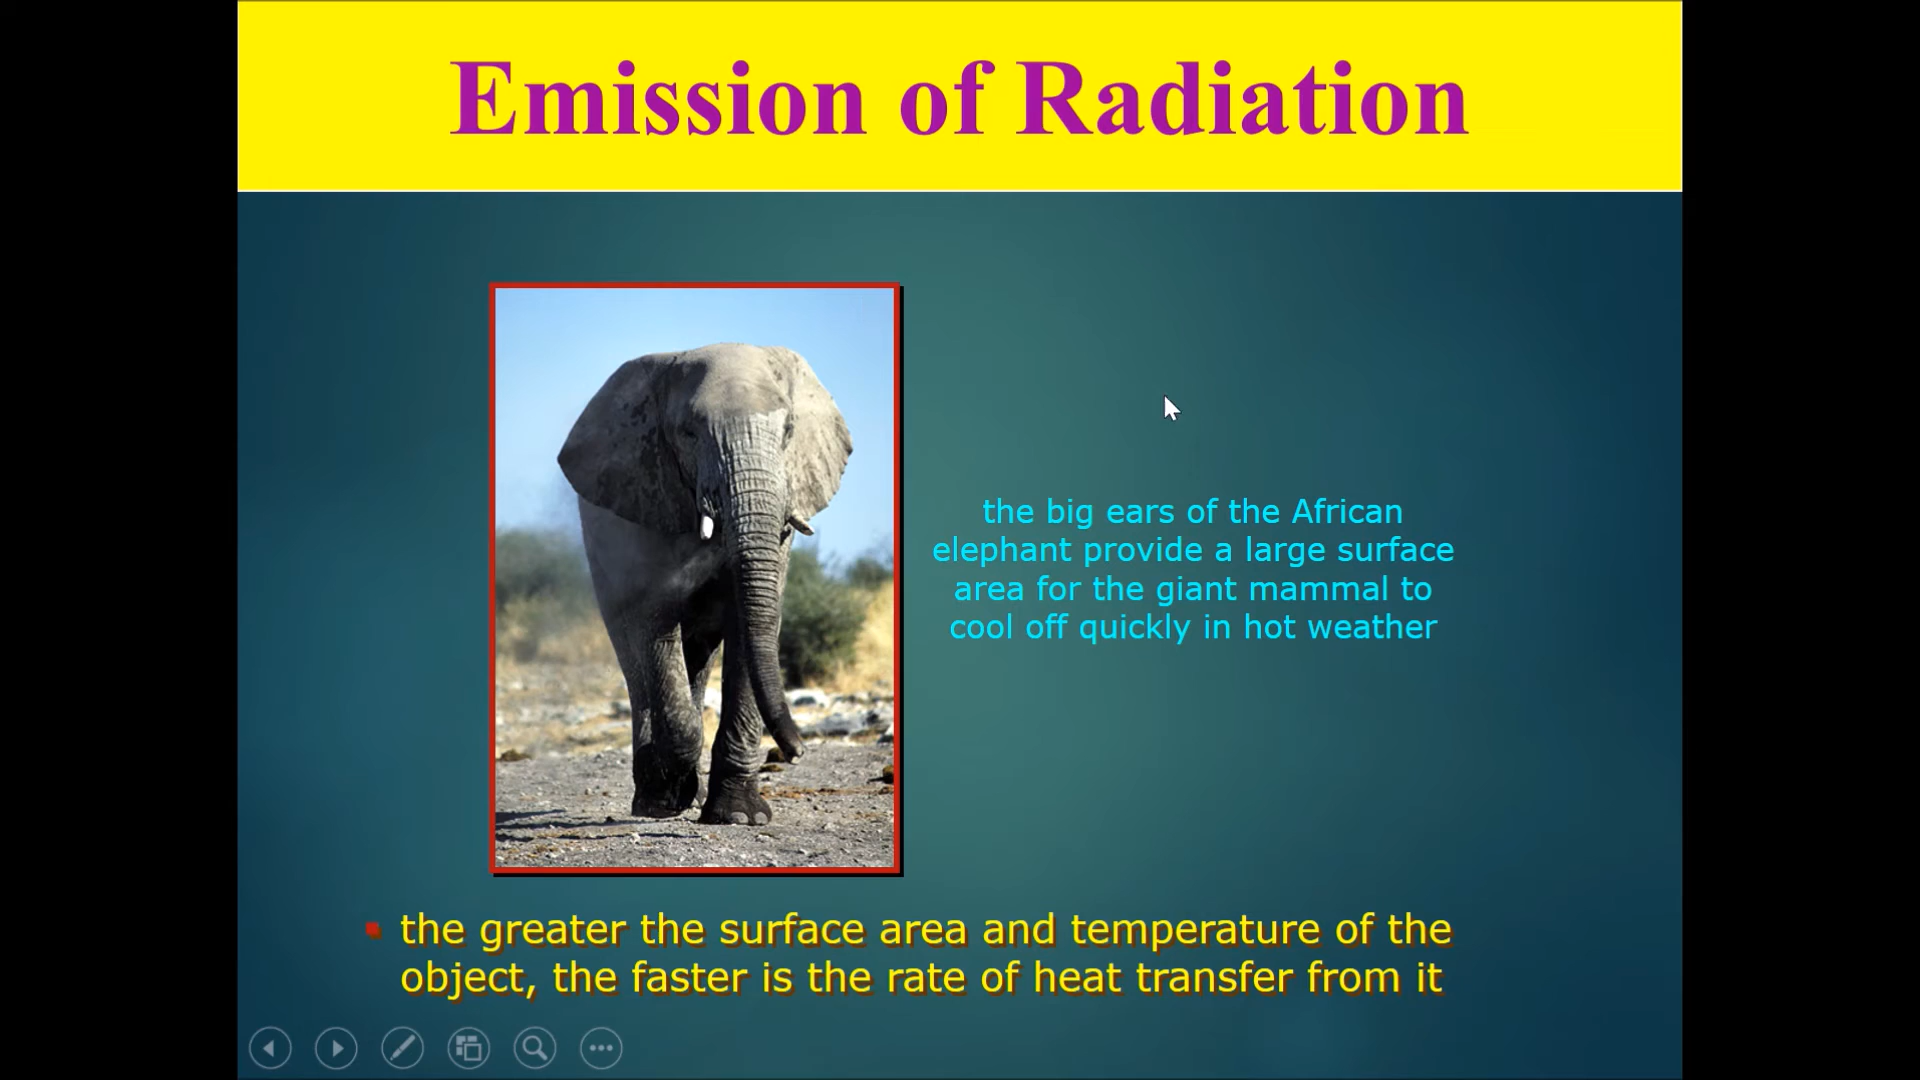 Emission of Radiation
the big ears of the African
elephant provide a large surface
area for the giant mammal to
cool off quickly in hot weather
the greater the surface area and temperature of the
object, the faster is the rate of heat transfer from it